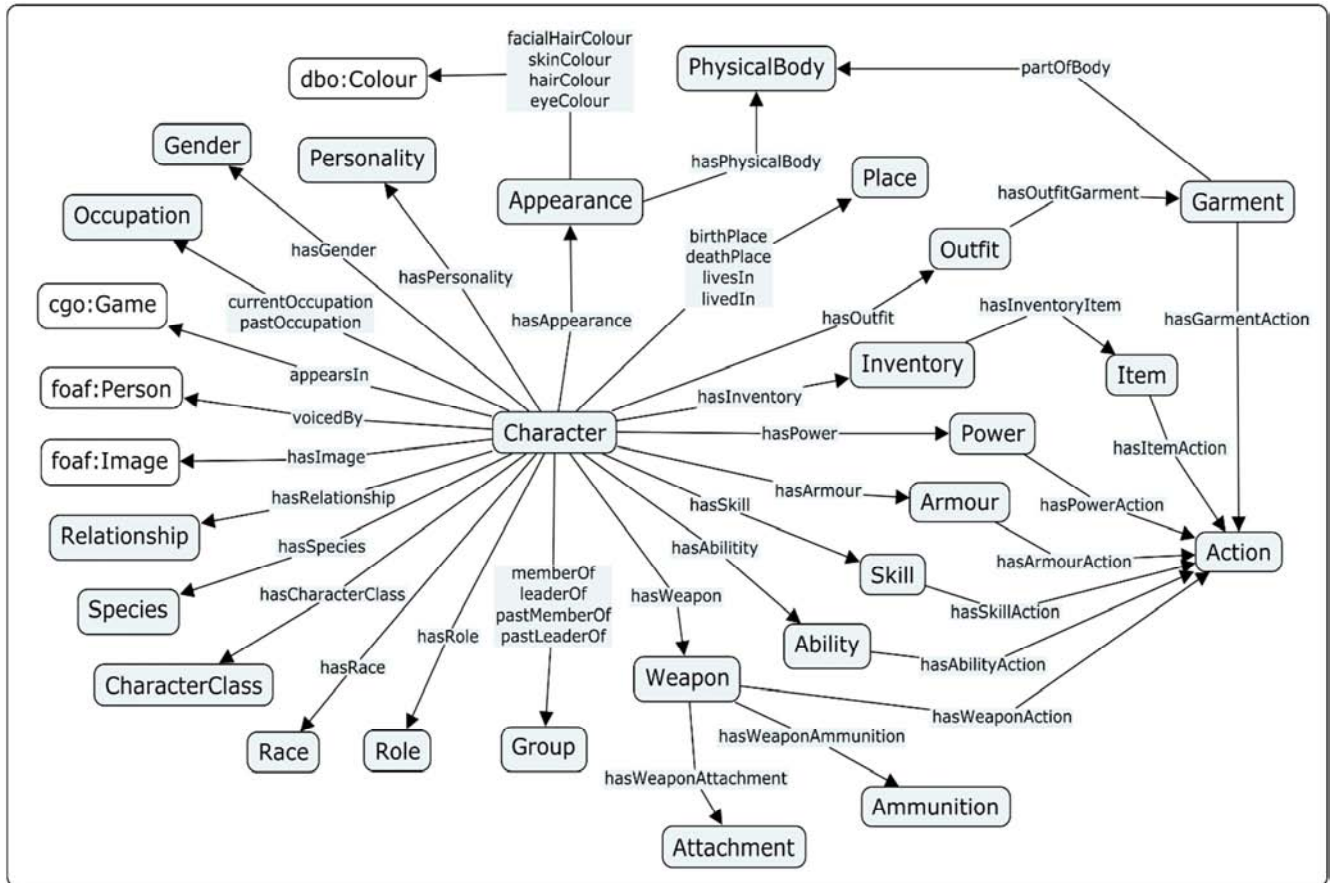 facialHairColour
skinColour
hairColour
eyeColour
dbo:Colour
PhysicalBody
partOfBody
Gender
Personality
hasPhysicalBody
Place
Appearance
hasOutfitGarment
Garment
Occupation
birthPlace
deathPlace
livesIn
livedIn
Outfit
hasGender
hasPersonality
cgo:Game
currentOccupation
pastOccupation
hasAppearance
hasOutfit
hasInventoryItem
hasGarmentAction
Inventory
Item
appearsIn
foaf:Person
voicedBy
hasInventory
Character
hasPower
Power
hasItemAction
foaf:Image
hasImage
hasRelationship
hasArmour
Armour
hasPowerAction
hasSkill
Relationship
hasSpecies
hasAbilitity
Action
hasArmourAction
Skill
hasSkillAction
Species
hasCharacterClass
memberOf
leaderOf
pastMemberOf
pastLeaderOf
hasWeapon
hasRole
Ability
hasAbilityAction
hasRace
CharacterClass
Weapon
hasWeaponAction
Race
Role
Group
hasWeaponAmmunition
hasWeaponAttachment
Ammunition
Attachment